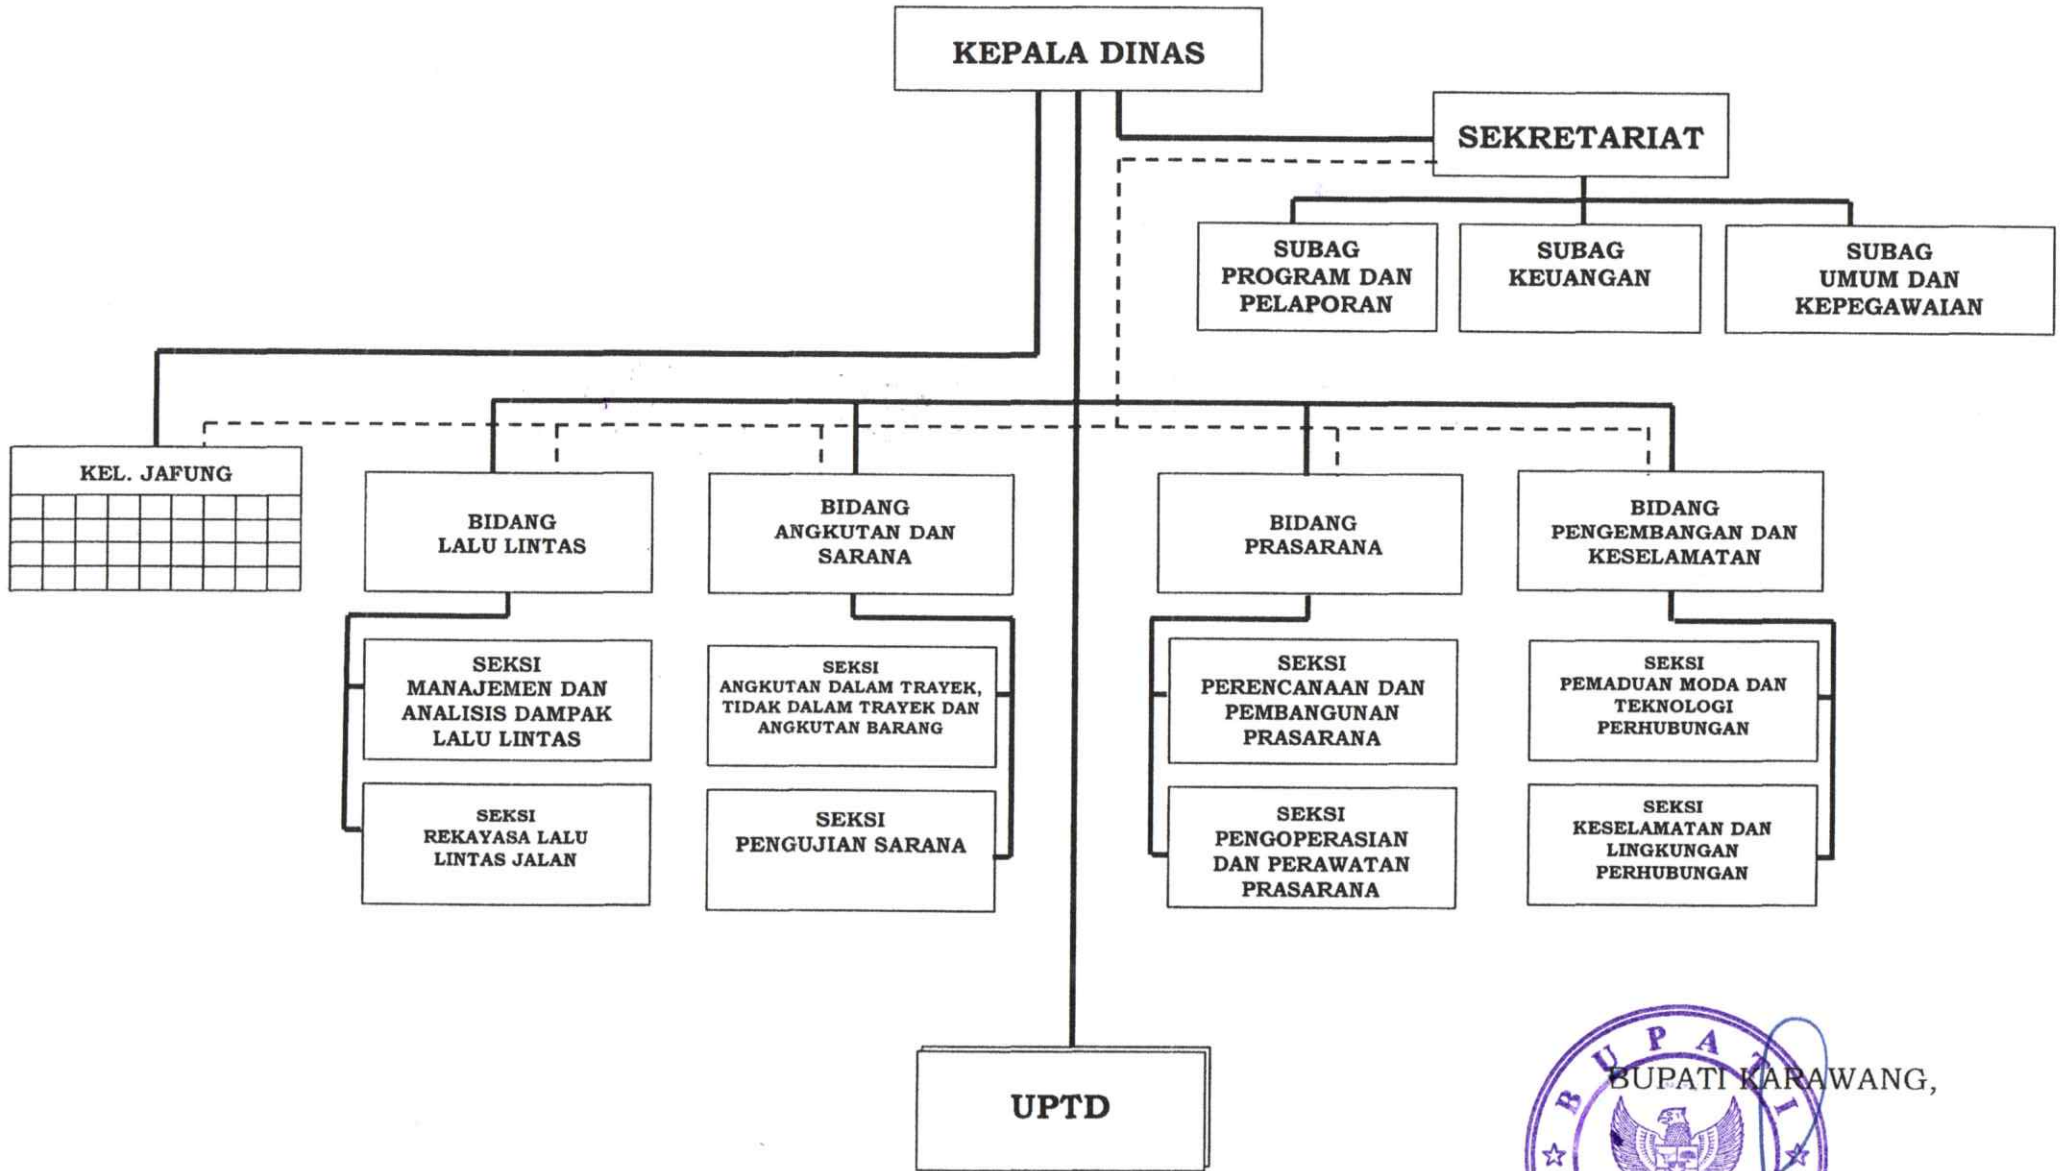 KEPALA DINAS
SEKRETARIAT
SUBAG
PROGRAM DAN
PELAPORAN
SUBAG
KEUANGAN
SUBAG
UMUM DAN
KEPEGAWAIAN
KEL. JAFUNG
BIDANG
LALU LINTAS
BIDANG
ANGKUTAN DAN
SARANA
BIDANG
PRASARANA
BIDANG
PENGEMBANGAN DAN
KESELAMATAN
SEKSI
MANAJEMEN DAN
ANALISIS DAMPAK
LALU LINTAS
SEKSI
ANGKUTAN DALAM TRAYEK,
TIDAK DALAM TRAYEK DAN
ANGKUTAN BARANG
SEKSI
PERENCANAAN DAN
PEMBANGUNAN
PRASARANA
SEKSI
PEMADUAN MODA DAN
TEKNOLOGI
PERHUBUNGAN
SEKSI
REKAYASA LALU
LINTAS JALAN
SEKSI
PENGUJIAN SARANA
SEKSI
PENGOPERASIAN
DAN PERAWATAN
PRASARANA
SEKSI
KESELAMATAN DAN
LINGKUNGAN
PERHUBUNGAN
UPTD
BUPATI KARAWANG,
BUPATI